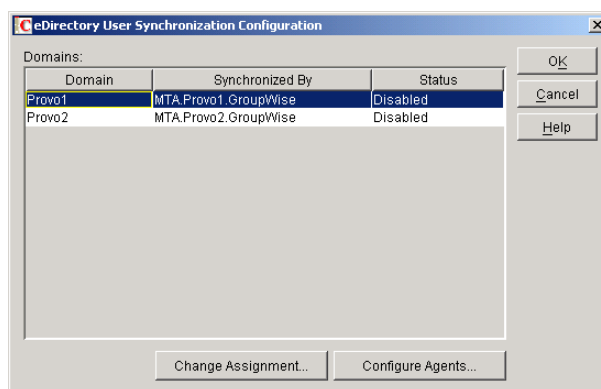 eDirectory User Synchronization Configuration
Domains:
Domain Synchronized By Status
Provo1 MTA.Provo1.GroupWise Disabled
Provo2 MTA.Provo2.GroupWise Disabled
OK
Cancel
Help
Change Assignment... Configure Agents...